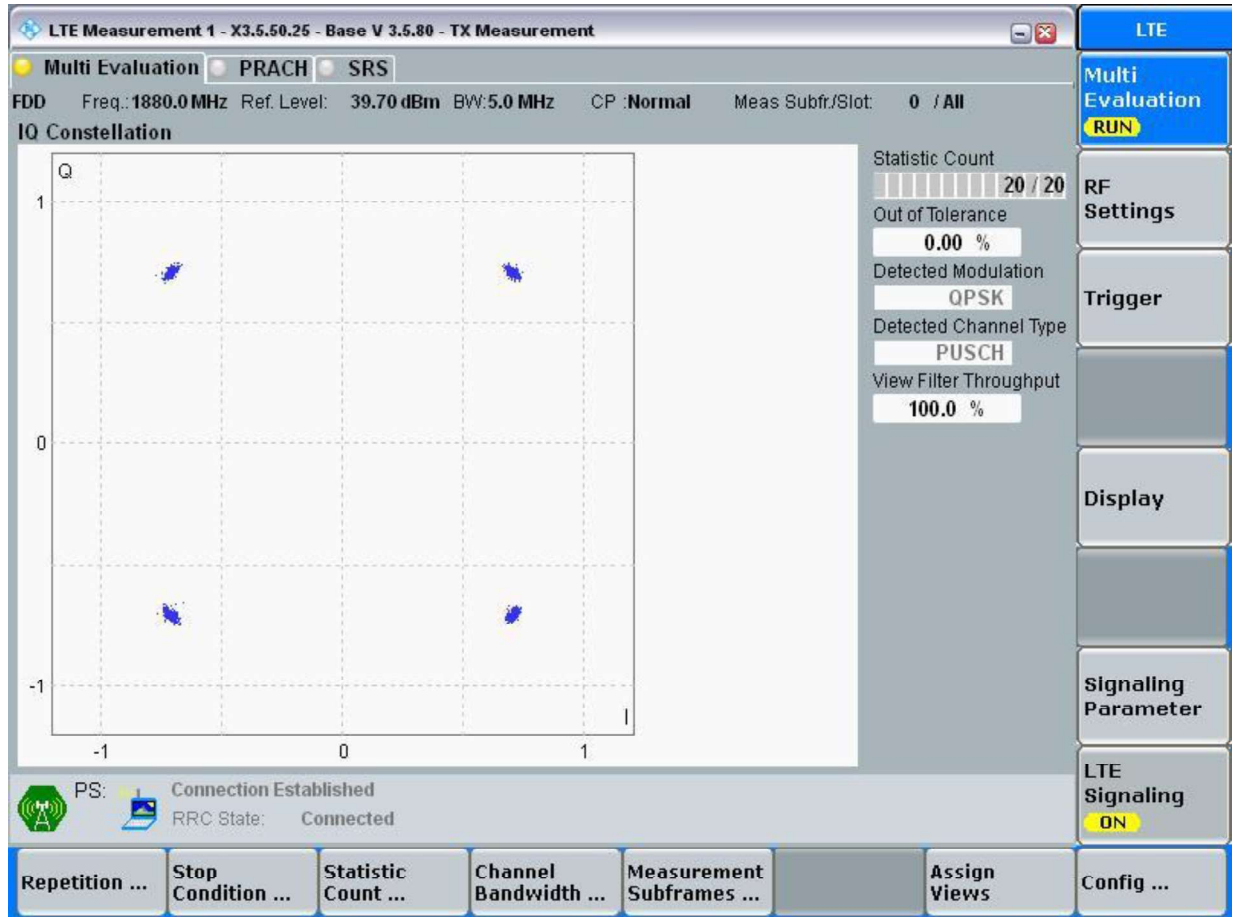 LTE Measurement 1 - X3.5.50.25 - Base V 3.5.80 - TX Measurement
LTE
Multi Evaluation PRACH SRS
FDD Freq.: 1880.0 MHz Ref. Level: 39.70 dBm BW: 5.0 MHz CP :Normal Meas Subfr./Slot: 0 / All
IQ Constellation
Q
1
0
-1
I
-1 0 1
Statistic Count
20 / 20
Out of Tolerance
0.00 %
Detected Modulation
QPSK
Detected Channel Type
PUSCH
View Filter Throughput
100.0 %
Multi
Evaluation
RUN
RF
Settings
Trigger
Display
Signaling
Parameter
LTE
Signaling
ON
PS: Connection Established
RRC State: Connected
Repetition ...
Stop
Condition ...
Statistic
Count ...
Channel
Bandwidth ...
Measurement
Subframes ...
Assign
Views
Config ...